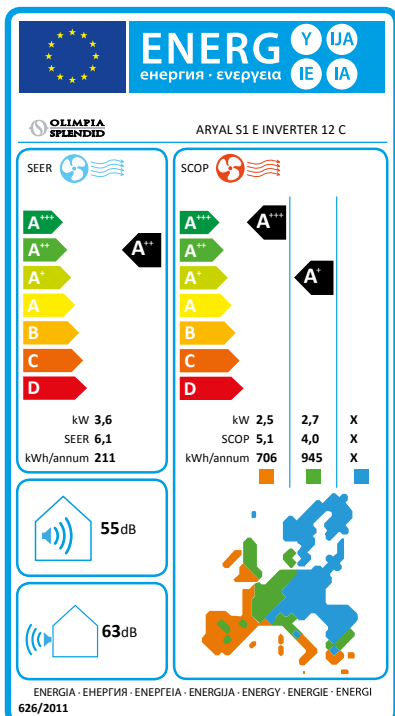 ENERG Y IJA
енергия · ενεργεια IE IA
OLIMPIA
SPLENDID
ARYAL S1 E INVERTER 12 C
SEER
A+++
A++
A+
A
B
C
D
A++
kW 3,6
SEER 6,1
kWh/annum 211
SCOP
A+++
A++
A+
A
B
C
D
A+++
A+
kW 2,5 2,7 X
SCOP 5,1 4,0 X
kWh/annum 706 945 X
55dB
63dB
ENERGIA · ЕНЕРГИЯ · ΕΝΕΡΓΕΙΑ · ENERGIJA · ENERGY · ENERGIE · ENERGI
626/2011